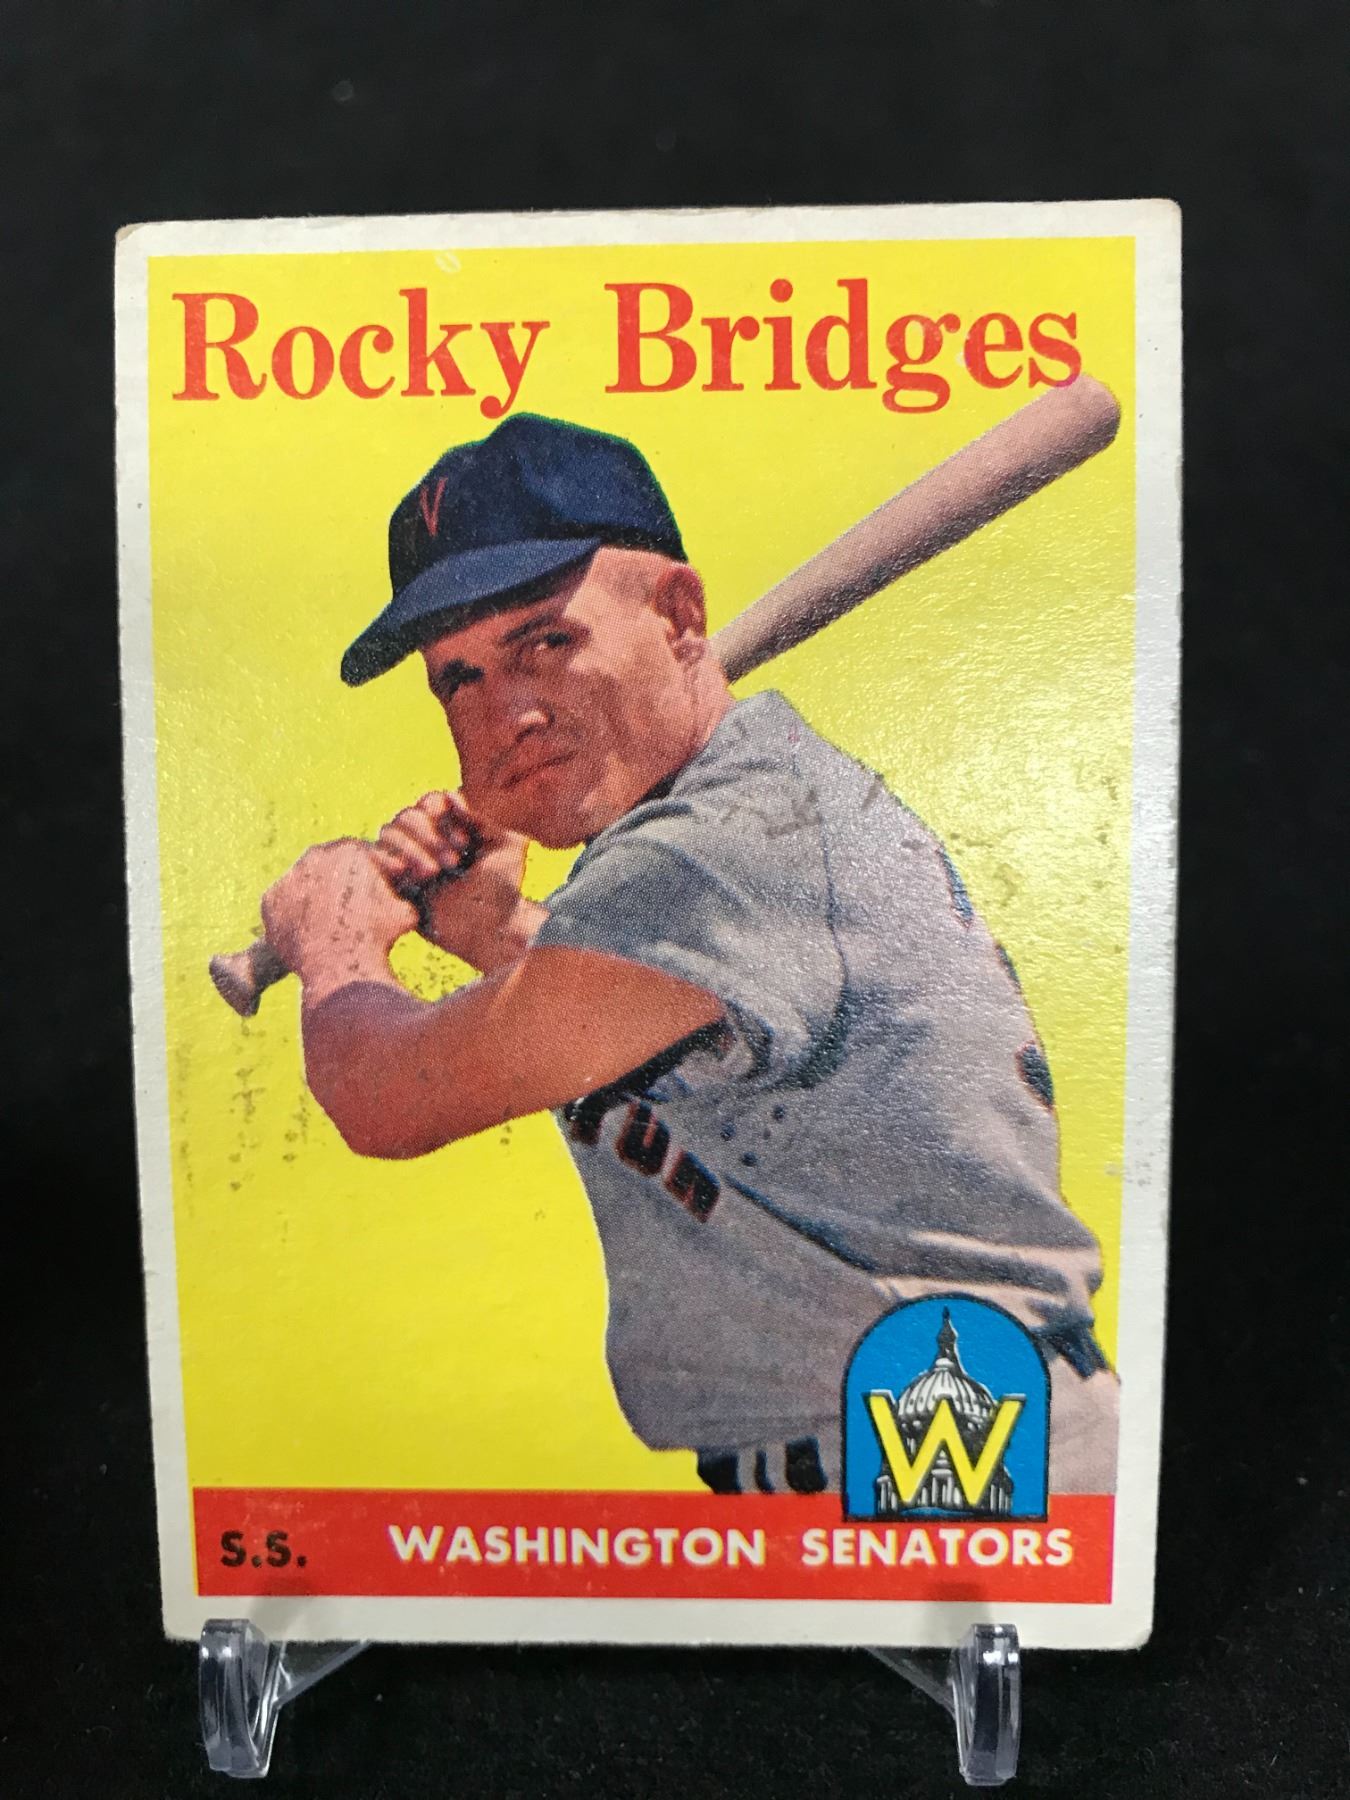 Rocky Bridges
W
S.S. WASHINGTON SENATORS